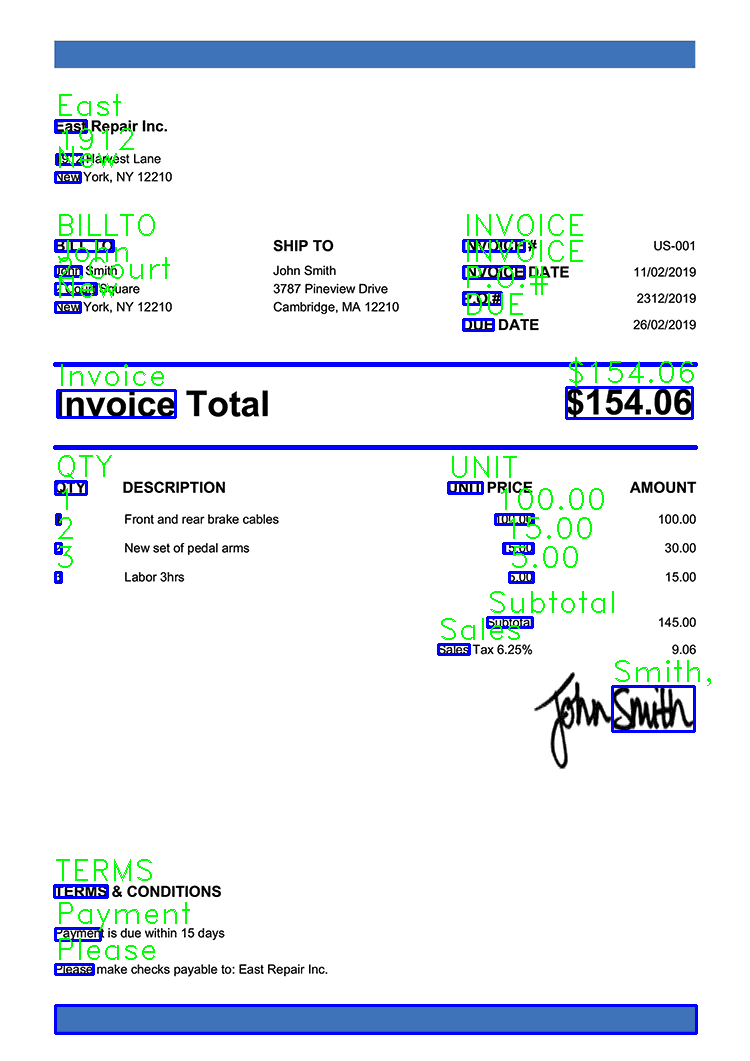 East
East Repair Inc.
1912
1912 Harvest Lane
New
New York, NY 12210
BILLTO
INVOICE
BILL TO SHIP TO INVOICE # US-001
John
INVOICE
John Smith John Smith INVOICE DATE 11/02/2019
2.Court
P.O.#
2 Court Square 3787 Pineview Drive P.O.# 2312/2019
New
DUE
New York, NY 12210 Cambridge, MA 12210
DUE DATE 26/02/2019
Invoice $154.06
Invoice Total $154.06
QTY UNIT
QTY DESCRIPTION UNIT PRICE AMOUNT
1 100.00
1 Front and rear brake cables 100.00 100.00
2 15.00
2 New set of pedal arms 15.00 30.00
3 5.00
3 Labor 3hrs 5.00 15.00
Subtotal
Subtotal 145.00
Sales
Sales Tax 6.25% 9.06
Smith,
John Smith
TERMS
TERMS & CONDITIONS
Payment
Payment is due within 15 days
Please
Please make checks payable to: East Repair Inc.